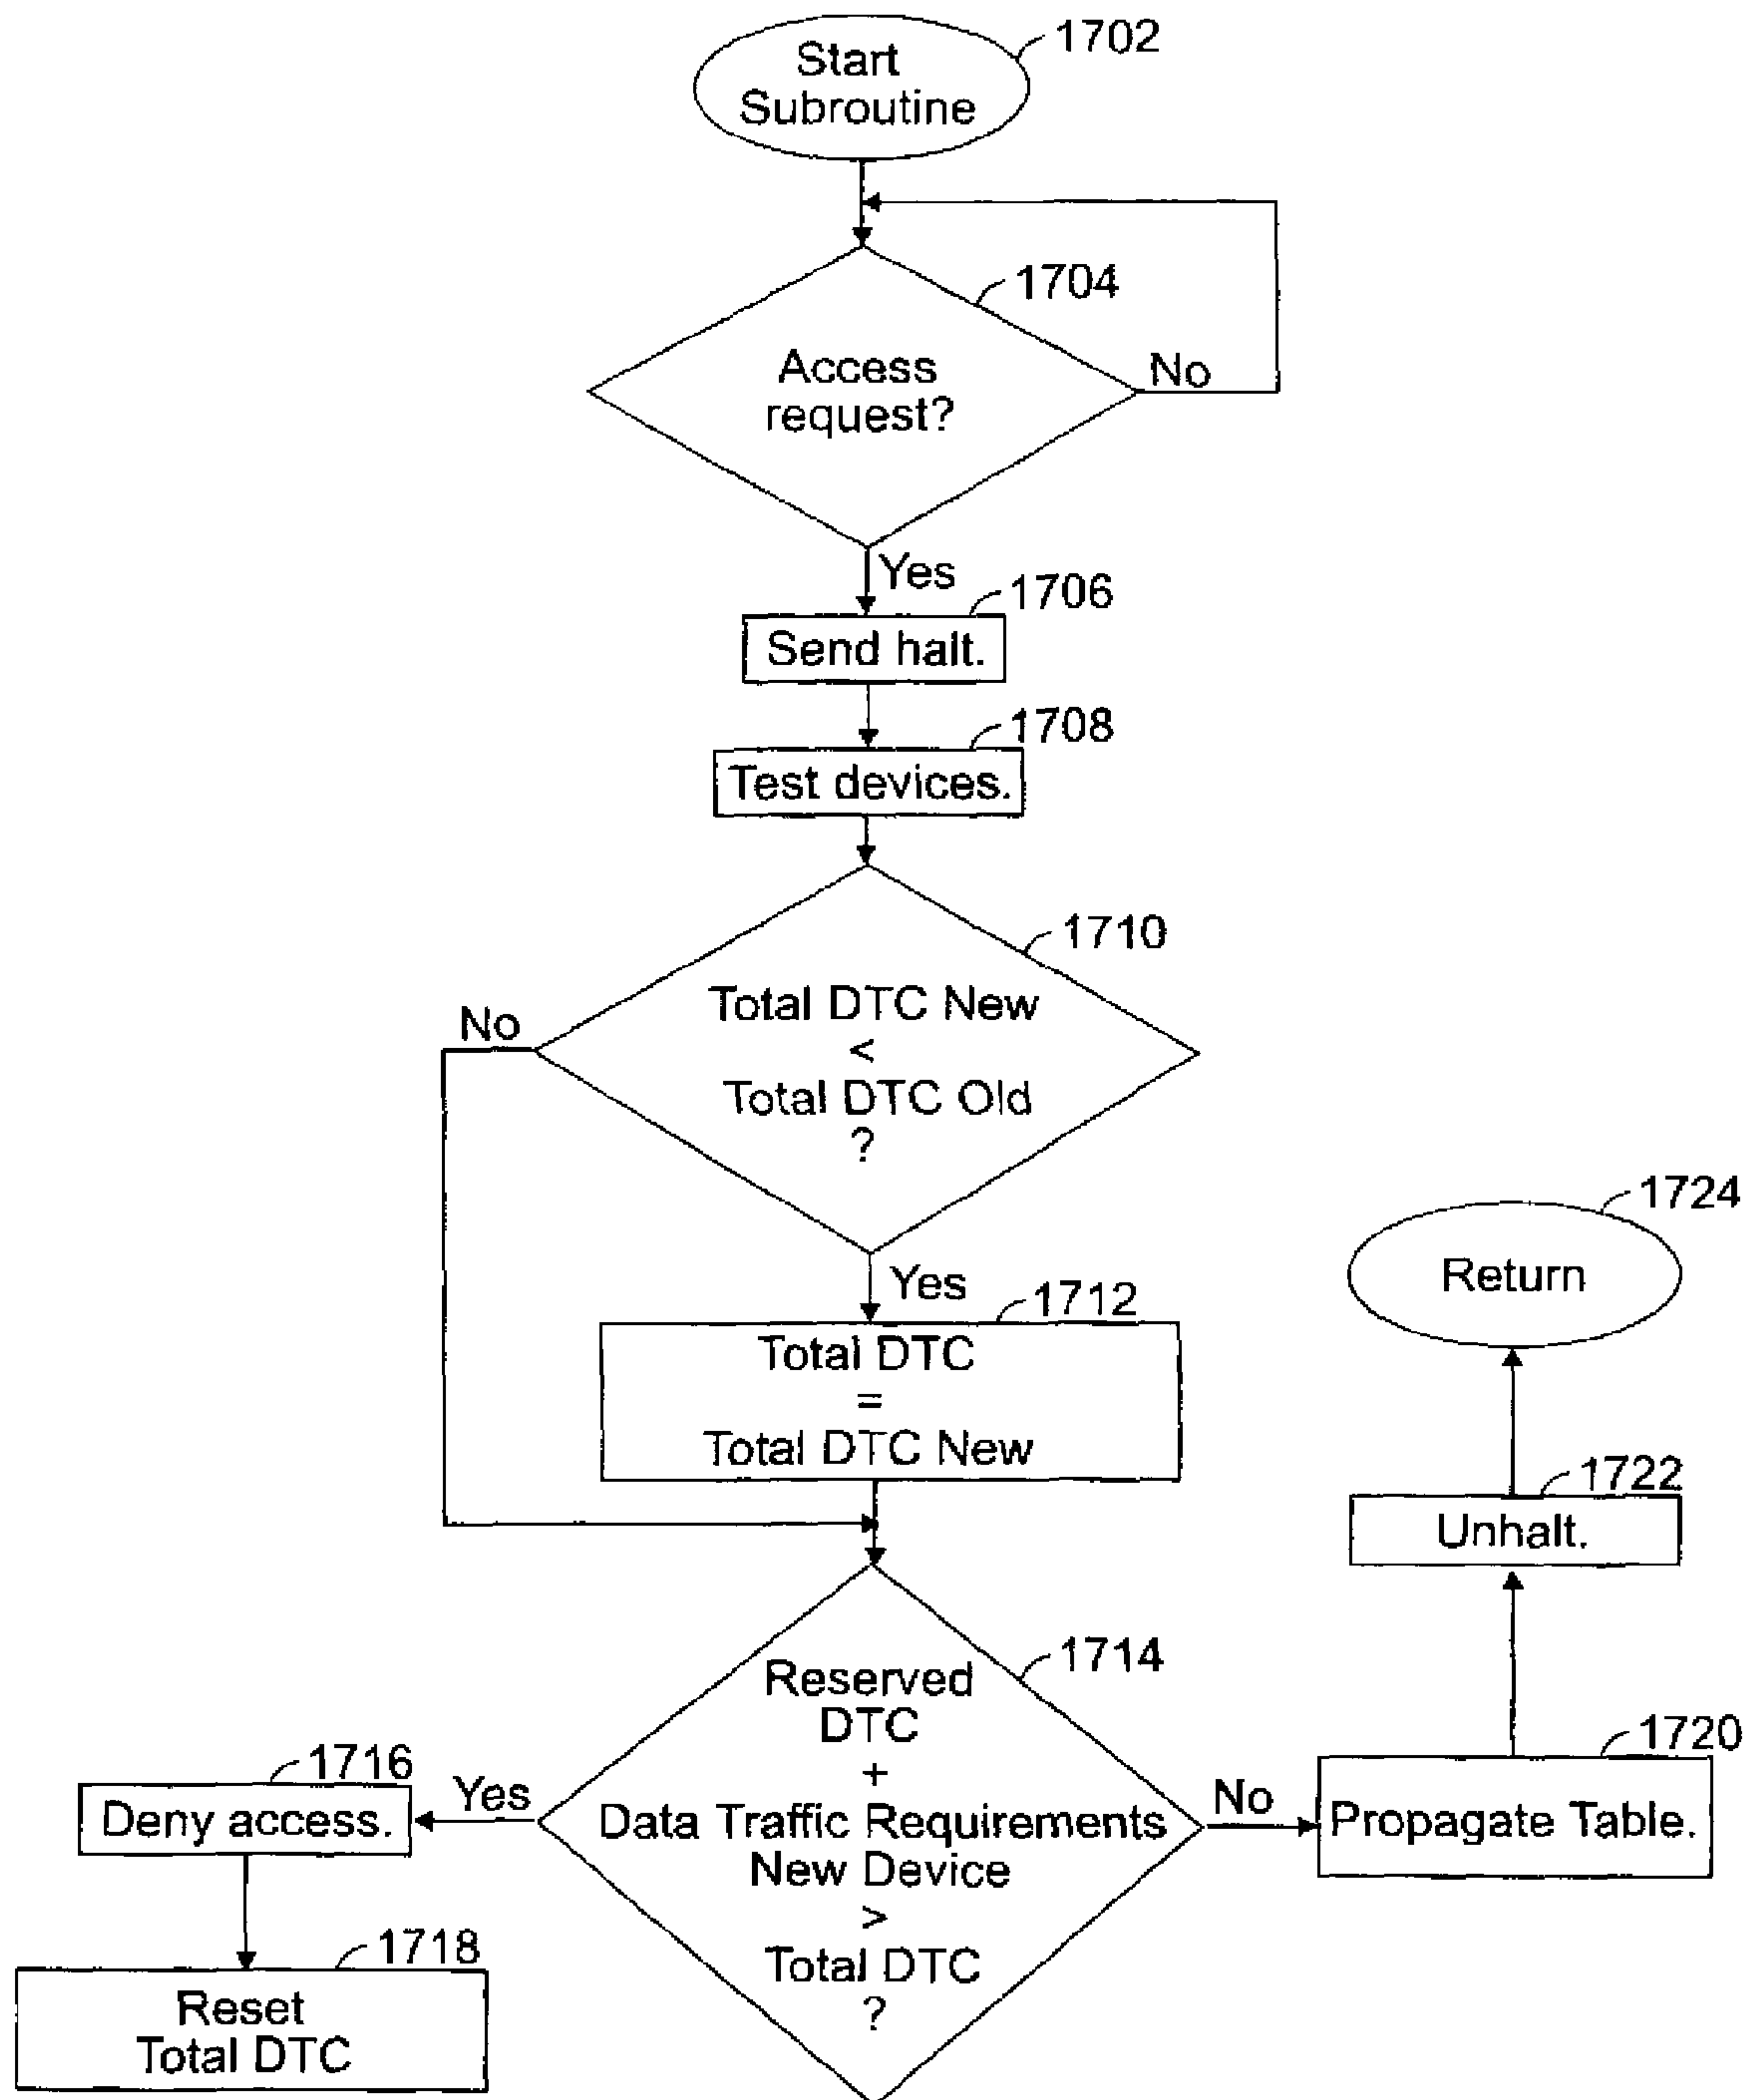 1702
Start
Subroutine
1704
Access
request?
No
Yes
1706
Send halt.
1708
Test devices.
1710
Total DTC New
<
Total DTC Old
?
No
Yes
1712
Total DTC
=
Total DTC New
1714
Reserved
DTC
+
Data Traffic Requirements
New Device
>
Total DTC
?
Yes
1716
Deny access.
1718
Reset
Total DTC
No
1720
Propagate Table.
1722
Unhalt.
1724
Return